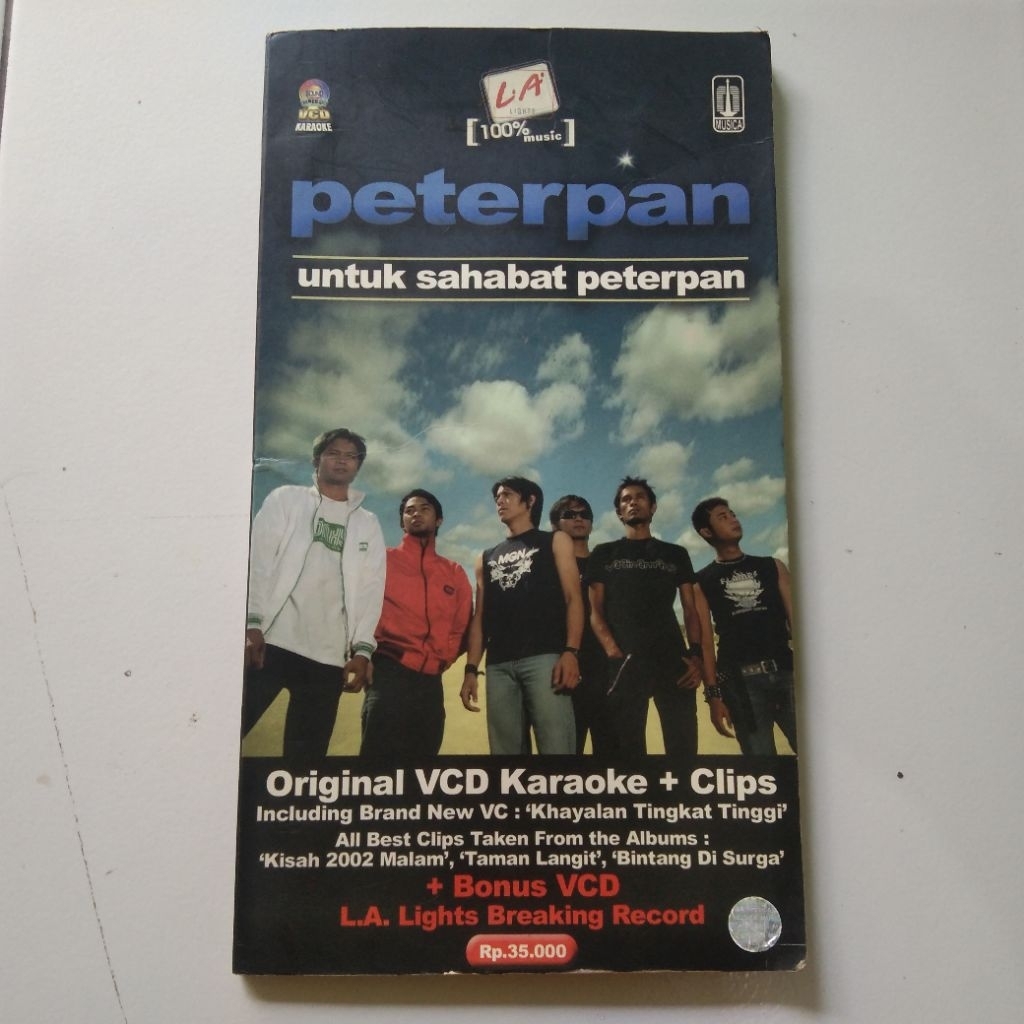 SOUND
VCD
KARAOKE
L.A.
LIGHTS
[100% music]
MUSICA
peterpan
untuk sahabat peterpan
MGN
Original VCD Karaoke + Clips
Including Brand New VC : ‘Khayalan Tingkat Tinggi’
All Best Clips Taken From the Albums :
‘Kisah 2002 Malam’, ‘Taman Langit’, ‘Bintang Di Surga’
+ Bonus VCD
L.A. Lights Breaking Record
Rp.35.000